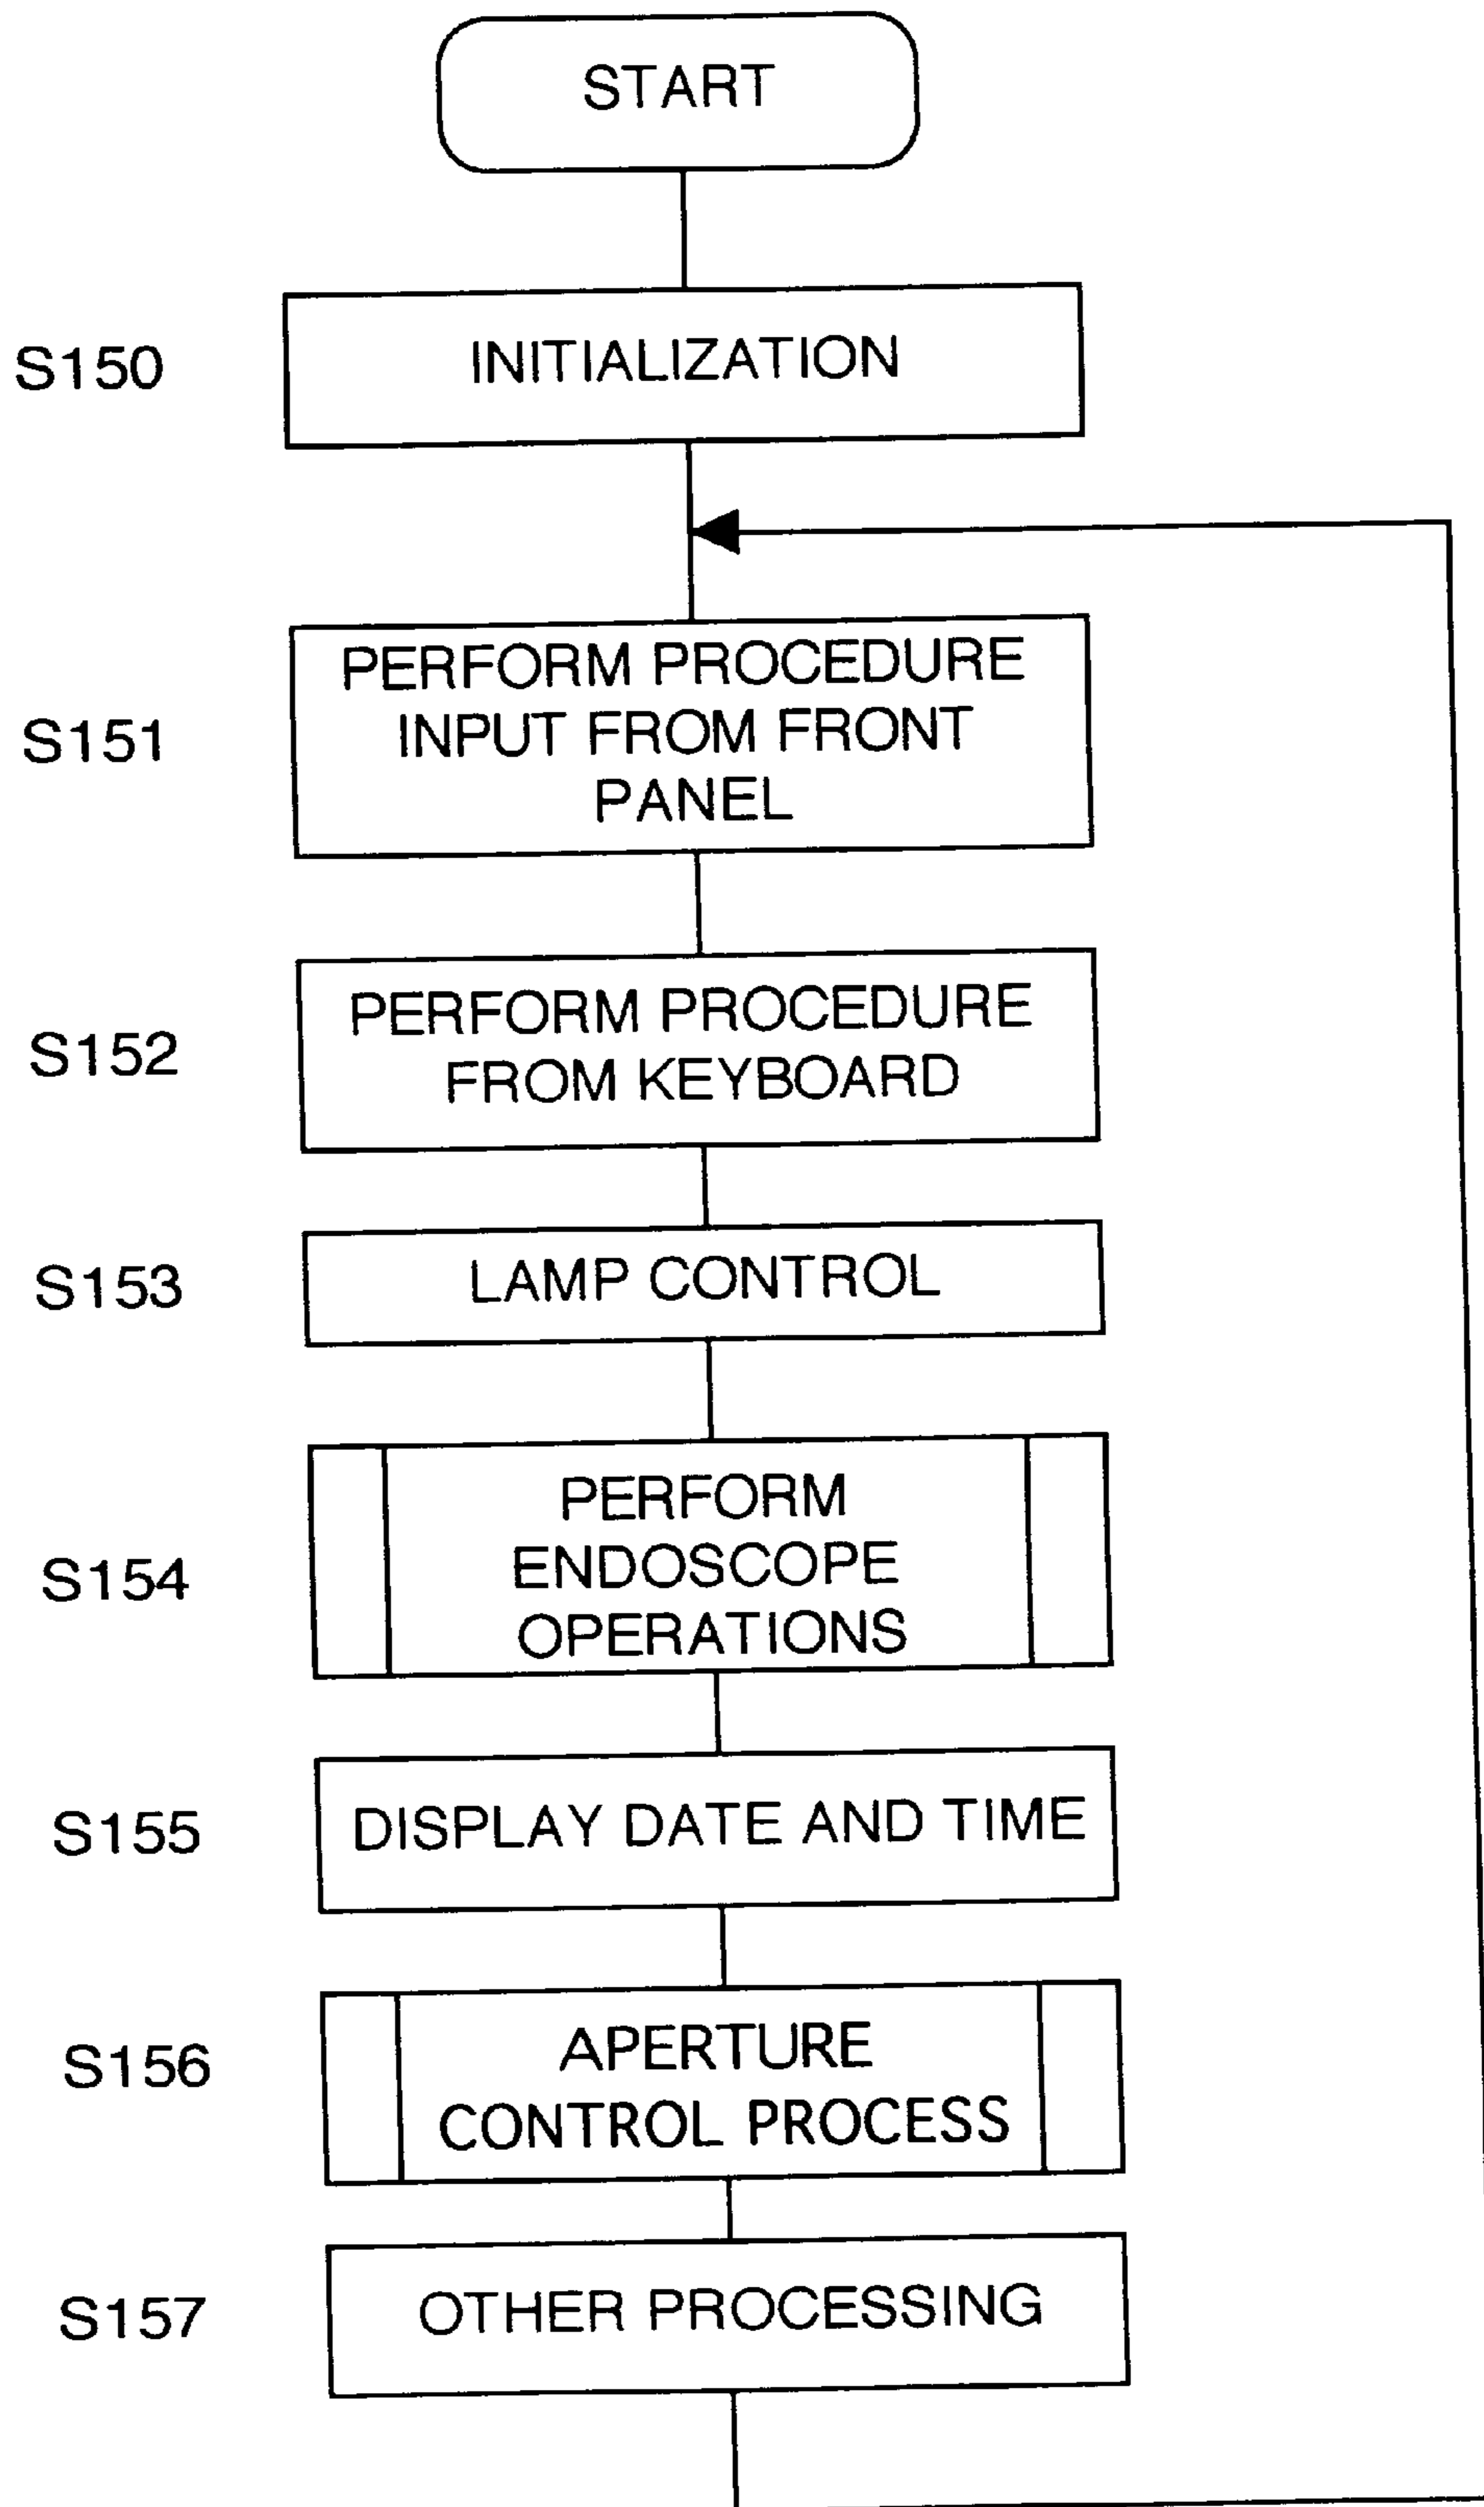 START
S150
INITIALIZATION
S151
PERFORM PROCEDURE
INPUT FROM FRONT
PANEL
S152
PERFORM PROCEDURE
FROM KEYBOARD
S153
LAMP CONTROL
S154
PERFORM
ENDOSCOPE
OPERATIONS
S155
DISPLAY DATE AND TIME
S156
APERTURE
CONTROL PROCESS
S157
OTHER PROCESSING